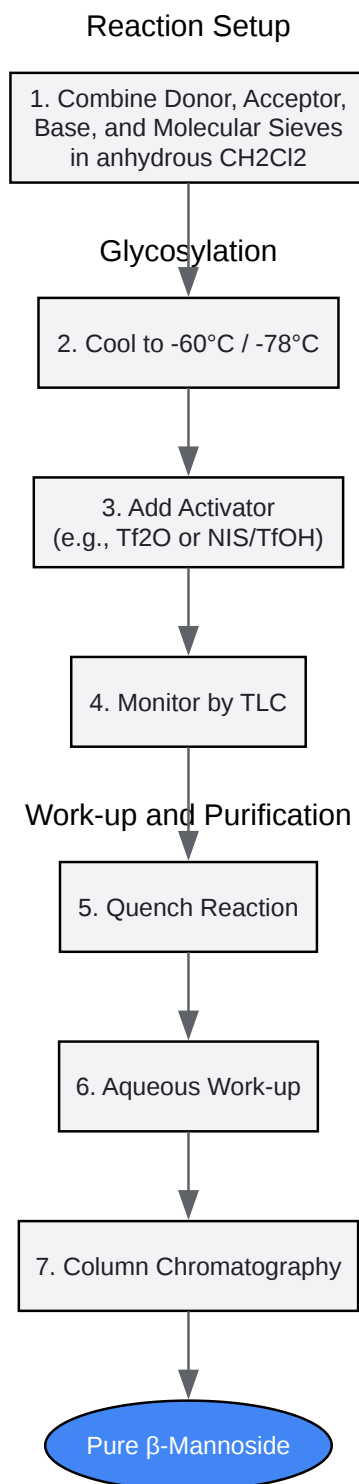 Reaction Setup
1. Combine Donor, Acceptor,
Base, and Molecular Sieves
in anhydrous CH2Cl2
Glycosylation
2. Cool to -60°C / -78°C
3. Add Activator
(e.g., Tf2O or NIS/TfOH)
4. Monitor by TLC
Work-up and Purification
5. Quench Reaction
6. Aqueous Work-up
7. Column Chromatography
Pure β-Mannoside